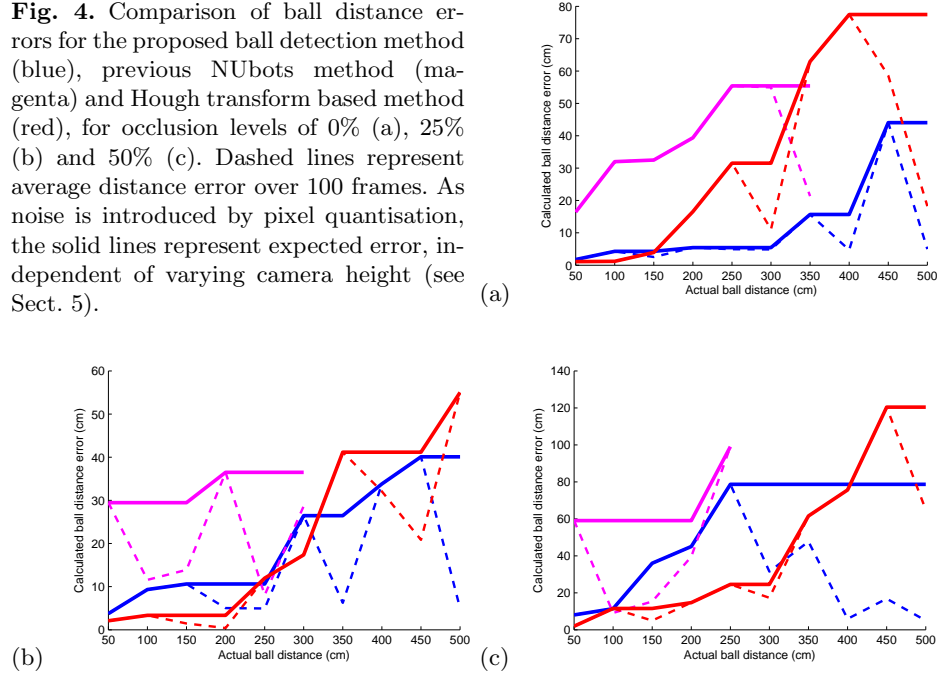 Fig. 4. Comparison of ball distance er-
rors for the proposed ball detection method
(blue), previous NUbots method (ma-
genta) and Hough transform based method
(red), for occlusion levels of 0% (a), 25%
(b) and 50% (c). Dashed lines represent
average distance error over 100 frames. As
noise is introduced by pixel quantisation,
the solid lines represent expected error, in-
dependent of varying camera height (see
Sect. 5).
(a)
Calculated ball distance error (cm)
80
70
60
50
40
30
20
10
0
50 100 150 200 250 300 350 400 450 500
Actual ball distance (cm)
(b)
Calculated ball distance error (cm)
60
50
40
30
20
10
0
50 100 150 200 250 300 350 400 450 500
Actual ball distance (cm)
(c)
Calculated ball distance error (cm)
140
120
100
80
60
40
20
0
50 100 150 200 250 300 350 400 450 500
Actual ball distance (cm)